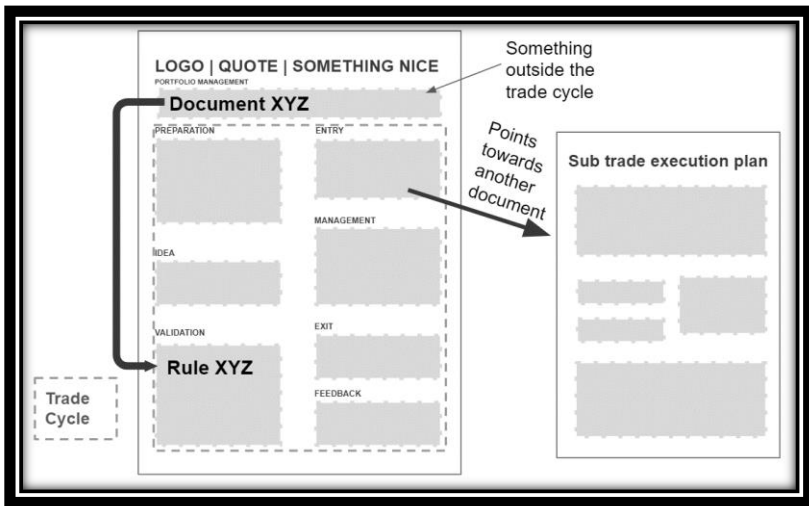 LOGO | QUOTE | SOMETHING NICE
PORTFOLIO MANAGEMENT
Document XYZ
PREPARATION
IDEA
VALIDATION
Rule XYZ
ENTRY
MANAGEMENT
EXIT
FEEDBACK
Trade
Cycle
Something
outside the
trade cycle
Points
towards
another
document
Sub trade execution plan